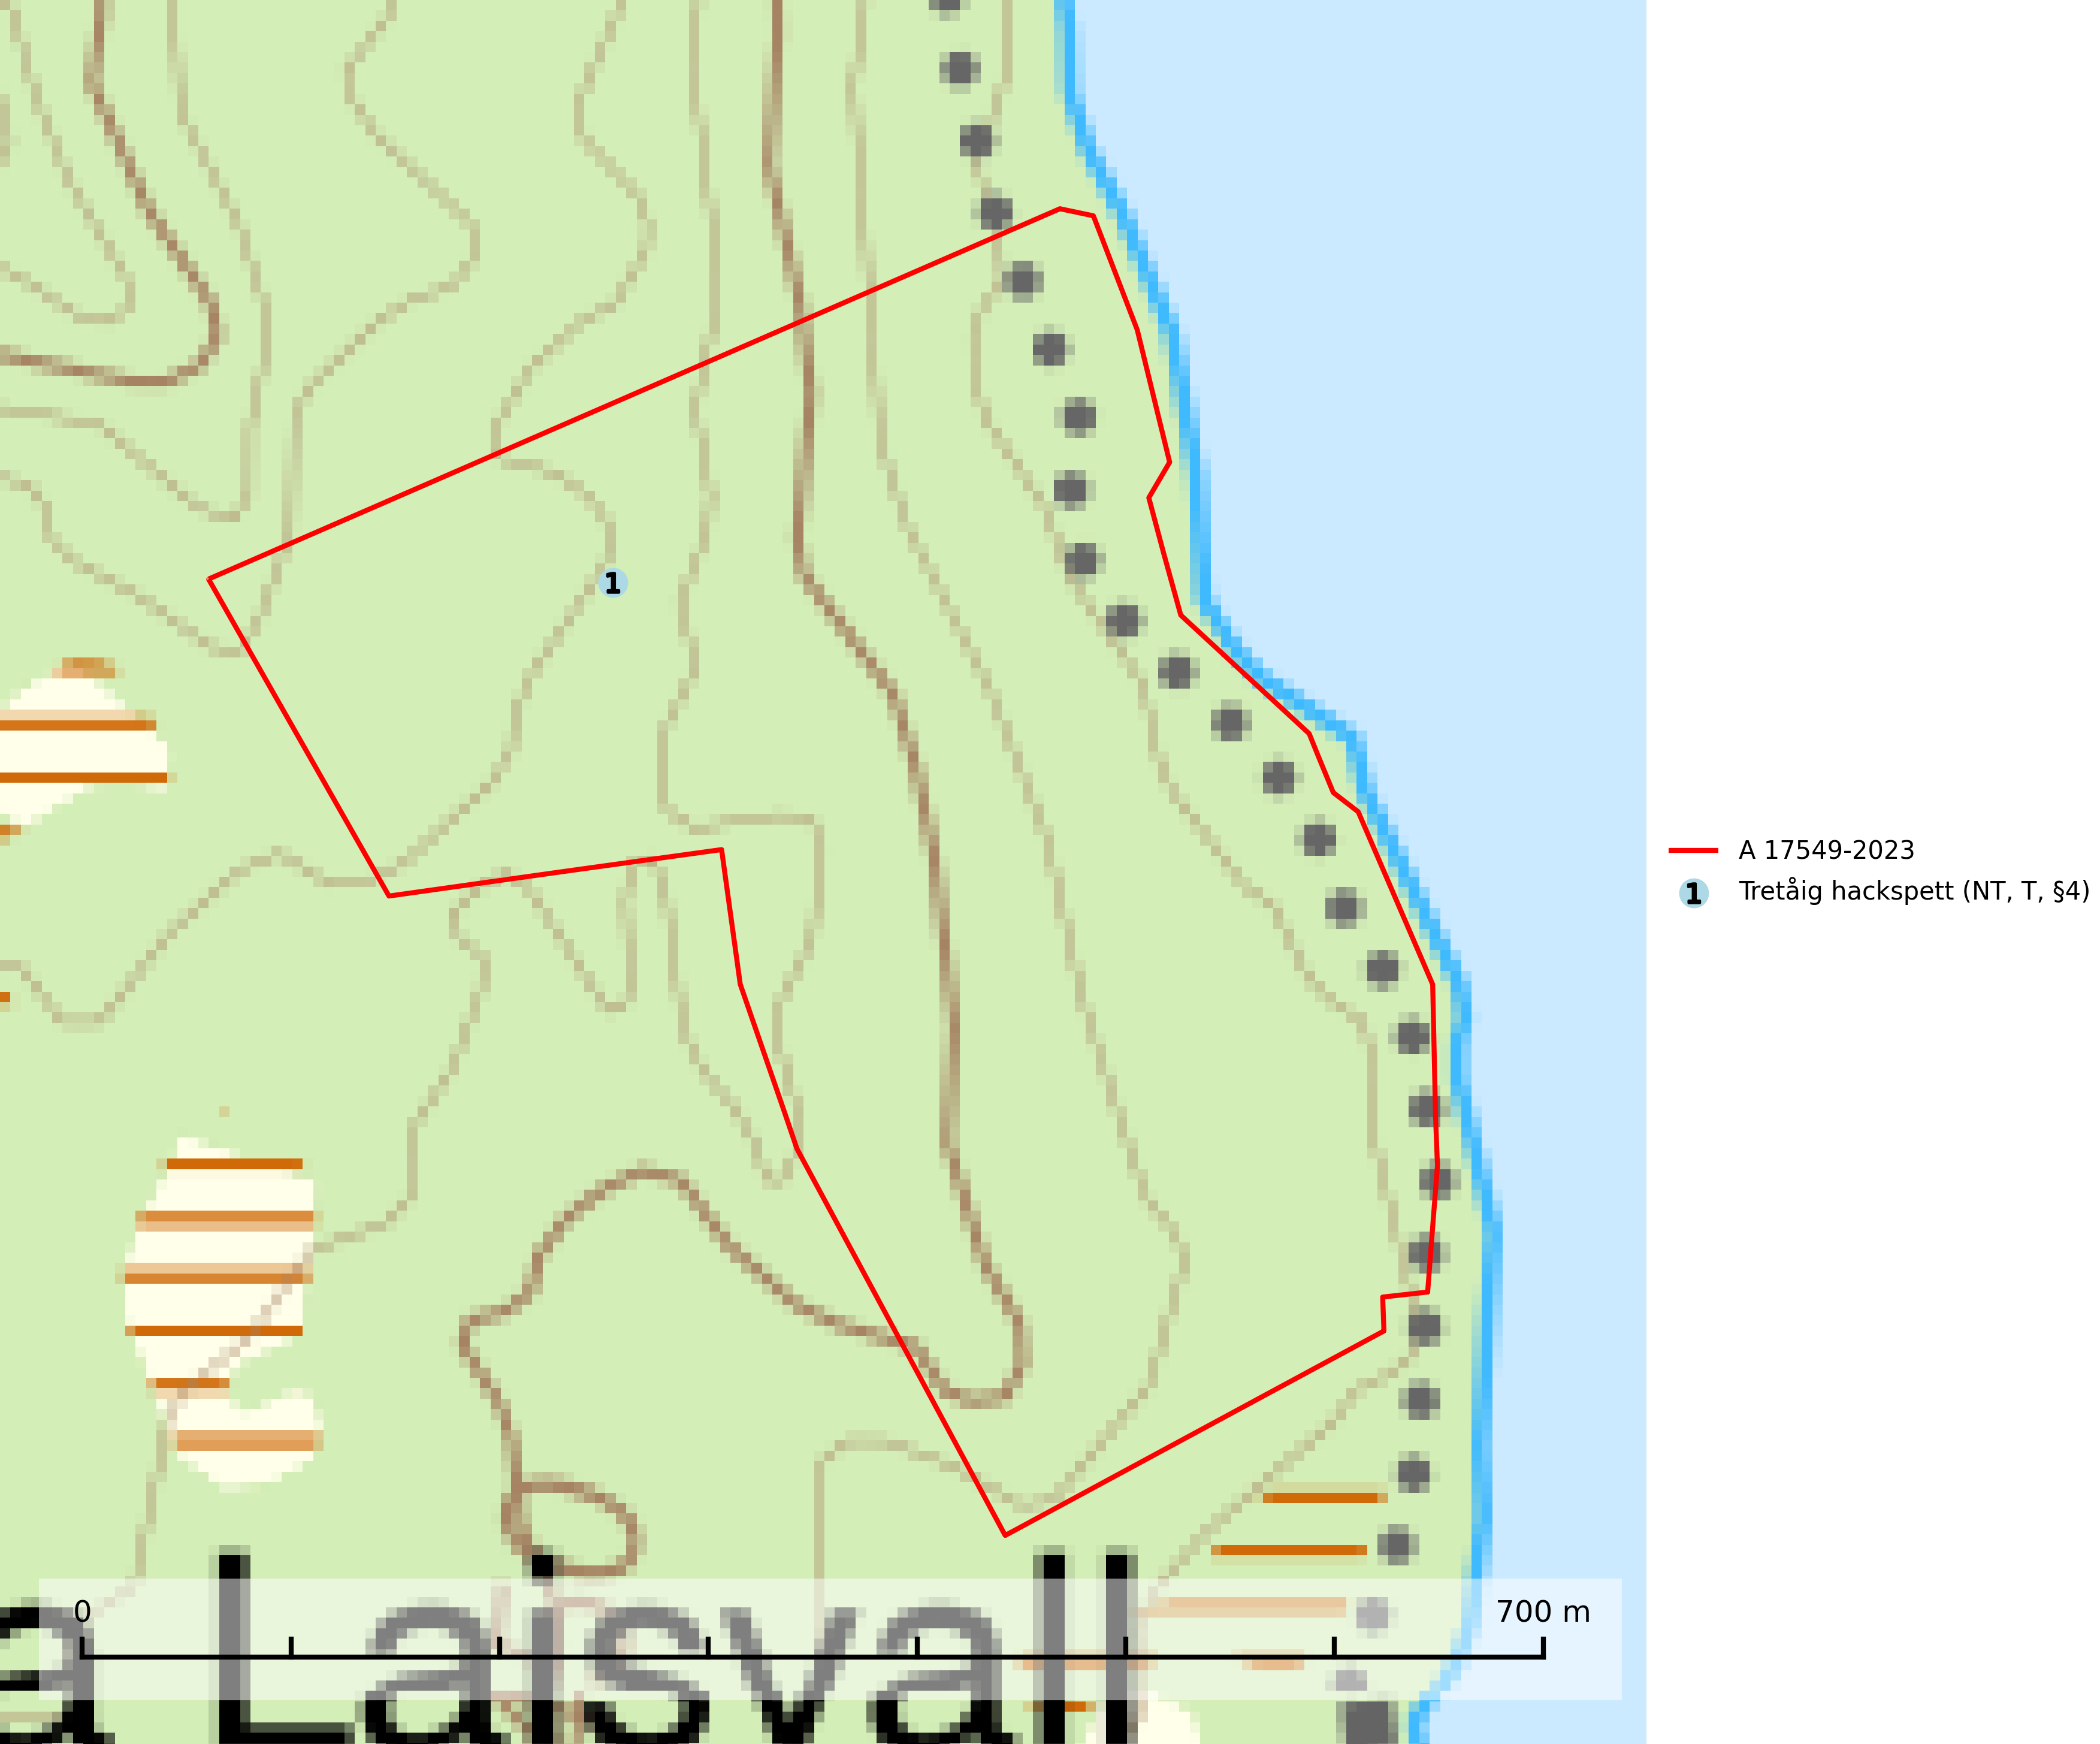 1
A 17549-2023
1 Tretåig hackspett (NT, T, §4)
0 700 m
a Laisvall